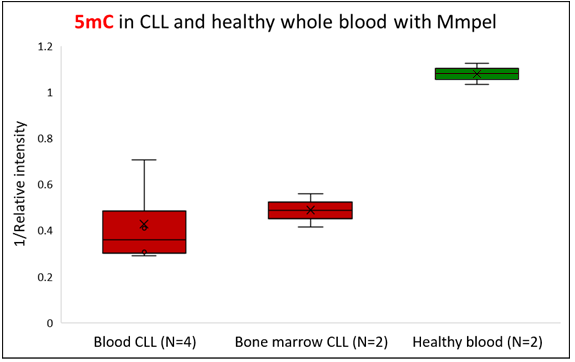 5mC in CLL and healthy whole blood with Mmpel
1.2
1
0.8
0.6
0.4
0.2
0
1/Relative intensity
Blood CLL (N=4)
Bone marrow CLL (N=2)
Healthy blood (N=2)